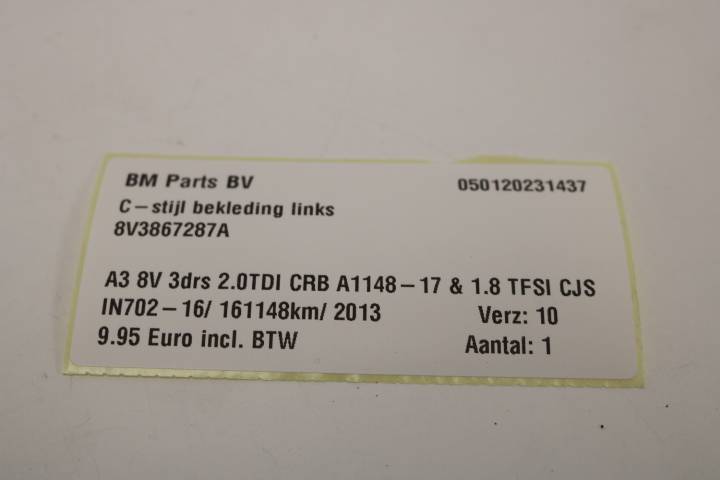 BM Parts BV 050120231437
C-stijl bekleding links
8V3867287A
A3 8V 3drs 2.0TDI CRB A1148-17 & 1.8 TFSI CJS
IN702-16/ 161148km/ 2013 Verz: 10
9.95 Euro incl. BTW Aantal: 1